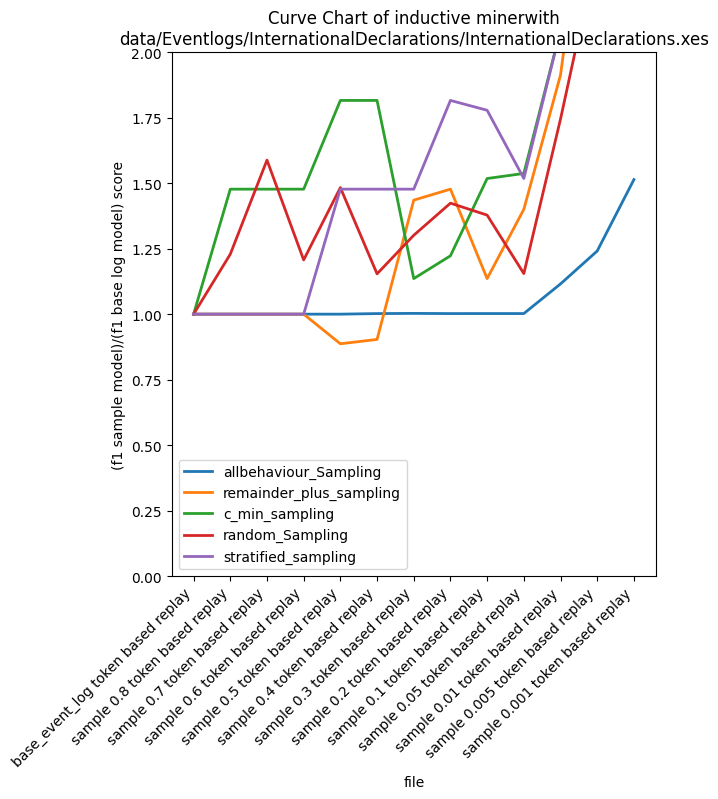 Curve Chart of inductive minerwith
data/Eventlogs/InternationalDeclarations/InternationalDeclarations.xes
(f1 sample model)/(f1 base log model) score
2.00
1.75
1.50
1.25
1.00
0.75
0.50
0.25
0.00
allbehaviour_Sampling
remainder_plus_sampling
c_min_sampling
random_Sampling
stratified_sampling
base_event_log token based replay
sample 0.8 token based replay
sample 0.7 token based replay
sample 0.6 token based replay
sample 0.5 token based replay
sample 0.4 token based replay
sample 0.3 token based replay
sample 0.2 token based replay
sample 0.1 token based replay
sample 0.05 token based replay
sample 0.01 token based replay
sample 0.005 token based replay
sample 0.001 token based replay
file